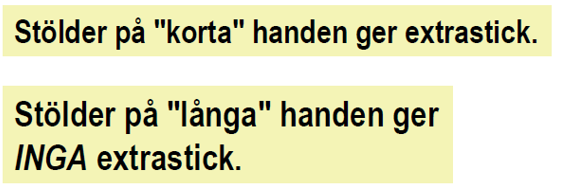 Stölder på "korta" handen ger extrastick.
Stölder på "långa" handen ger
INGA extrastick.